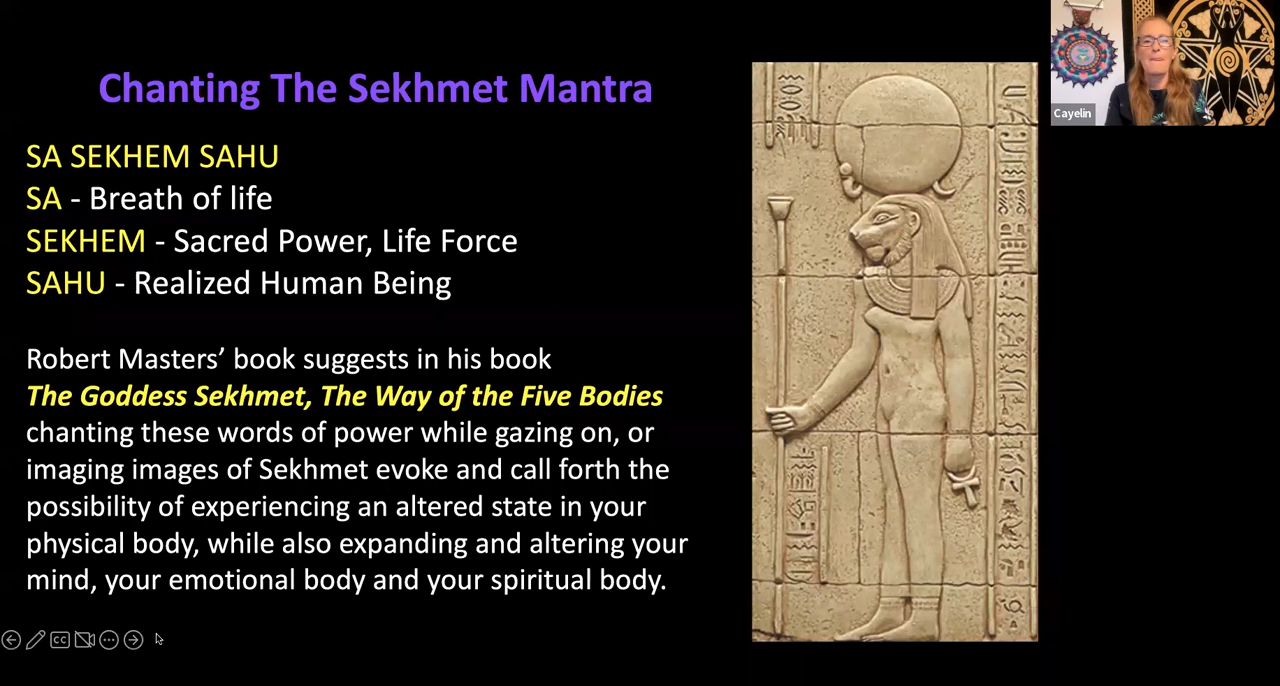 Chanting The Sekhmet Mantra
SA SEKHEM SAHU
SA - Breath of life
SEKHEM - Sacred Power, Life Force
SAHU - Realized Human Being
Robert Masters’ book suggests in his book
The Goddess Sekhmet, The Way of the Five Bodies
chanting these words of power while gazing on, or
imaging images of Sekhmet evoke and call forth the
possibility of experiencing an altered state in your
physical body, while also expanding and altering your
mind, your emotional body and your spiritual body.
Cayelin
CC